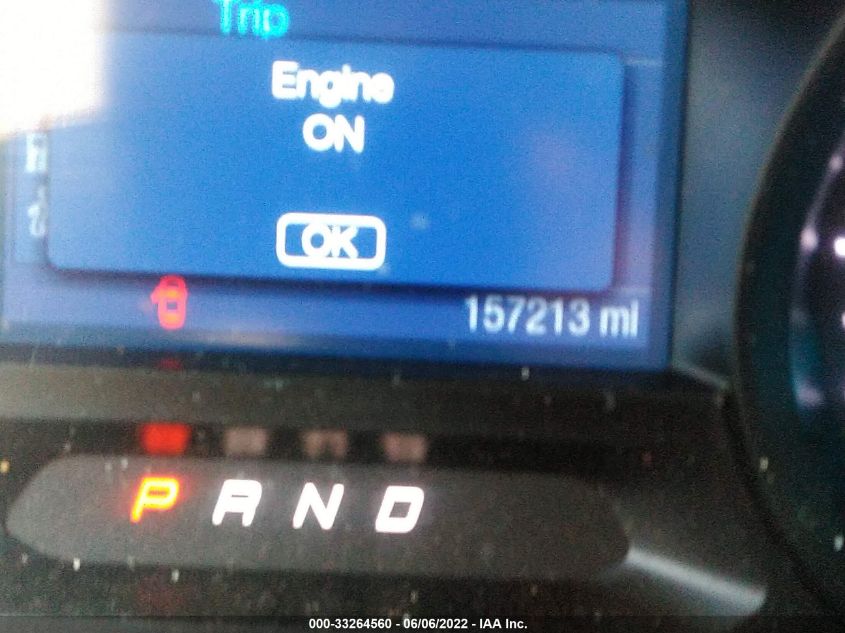 Trip
Engine
ON
OK
157213 mi
P R N D
000-33264560 - 06/06/2022 - IAA Inc.